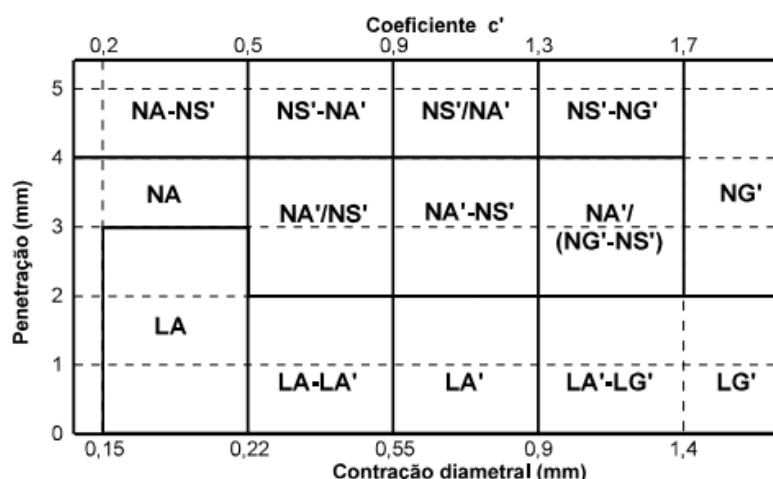 Coeficiente c'
0,2 0,5 0,9 1,3 1,7
5
NA-NS' NS'-NA' NS'/NA' NS'-NG'
4
NA
NG'
3
NA'/NS' NA'-NS' NA'/
(NG'-NS')
2
LA
1
LA-LA' LA' LA'-LG' LG'
0
0,15 0,22 0,55 0,9 1,4
Contração diametral (mm)
Penetração (mm)